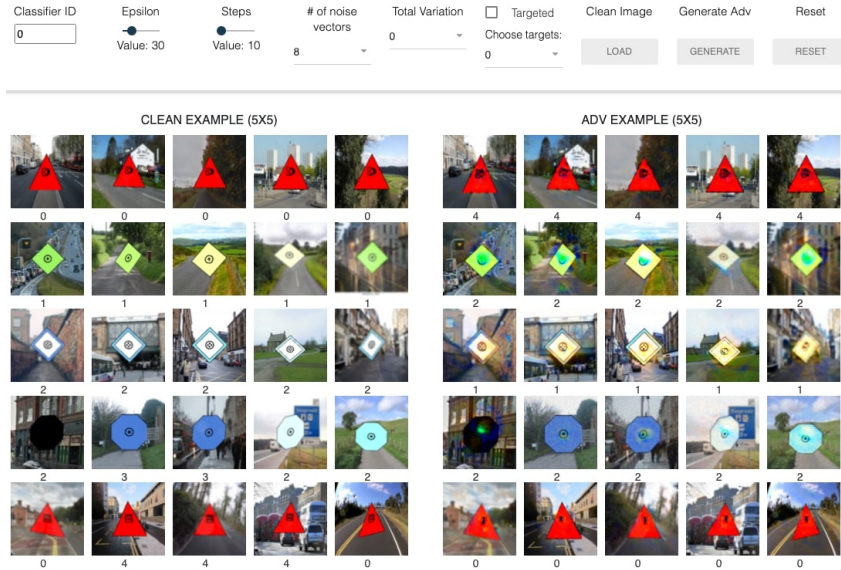 Classifier ID
0
Epsilon
Value: 30
Steps
Value: 10
# of noise
vectors
8
Total Variation
0
Targeted
Choose targets:
0
Clean Image
LOAD
Generate Adv
GENERATE
Reset
RESET
CLEAN EXAMPLE (5X5)
ADV EXAMPLE (5X5)
0 0 0 0 0 4 4 4 4 4
1 1 1 1 1 2 2 2 2 2
2 2 2 2 2 1 1 1 1 1
2 3 3 2 2 2 2 2 2 2
0 4 4 4 0 0 0 0 0 0